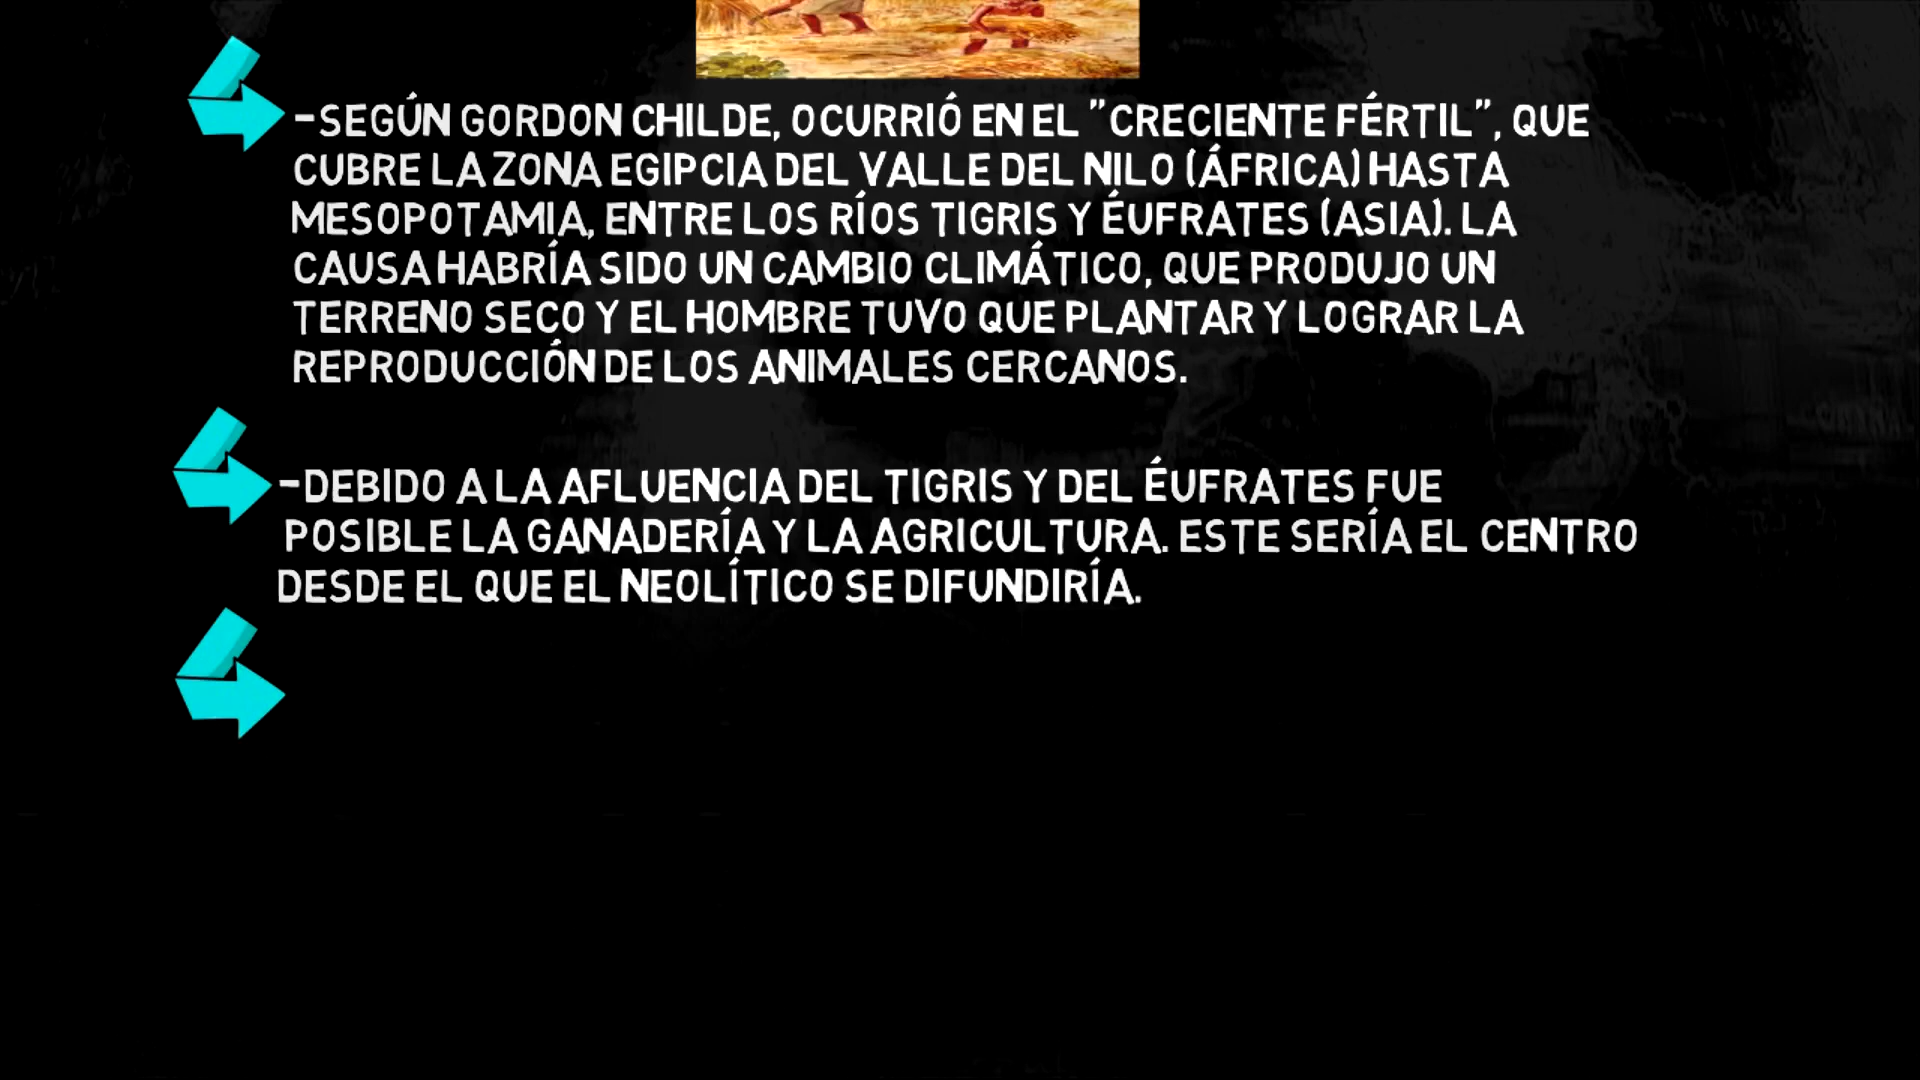 -SEGÚN GORDON CHILDE, OCURRIÓ EN EL "CRECIENTE FÉRTIL", QUE
CUBRE LA ZONA EGIPCIA DEL VALLE DEL NILO (ÁFRICA) HASTA
MESOPOTAMIA, ENTRE LOS RÍOS TIGRIS Y ÉUFRATES (ASIA). LA
CAUSA HABRÍA SIDO UN CAMBIO CLIMÁTICO, QUE PRODUJO UN
TERRENO SECO Y EL HOMBRE TUVO QUE PLANTAR Y LOGRAR LA
REPRODUCCIÓN DE LOS ANIMALES CERCANOS.
-DEBIDO A LA AFLUENCIA DEL TIGRIS Y DEL ÉUFRATES FUE
POSIBLE LA GANADERÍA Y LA AGRICULTURA. ESTE SERÍA EL CENTRO
DESDE EL QUE EL NEOLÍTICO SE DIFUNDIRÍA.